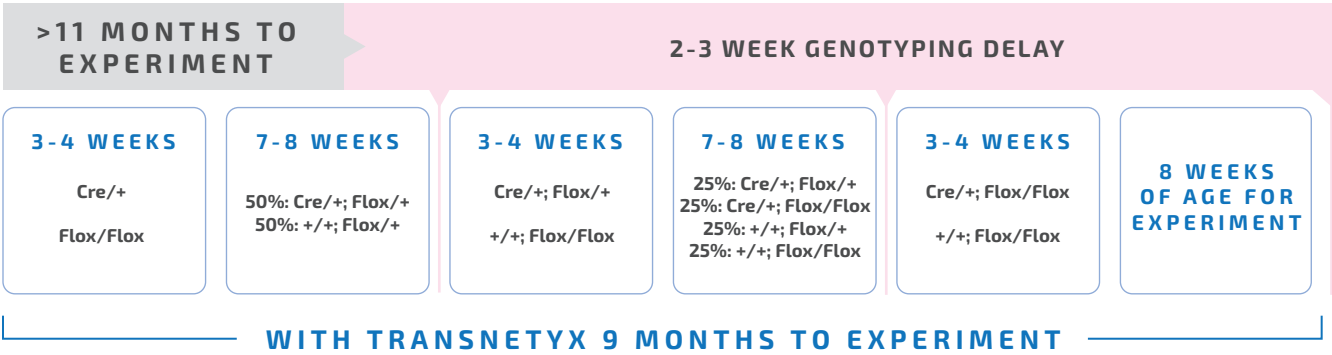 >11 MONTHS TO
EXPERIMENT
2-3 WEEK GENOTYPING DELAY
3-4 WEEKS
Cre/+
Flox/Flox
7-8 WEEKS
50%: Cre/+; Flox/+
50%: +/+; Flox/+
3-4 WEEKS
Cre/+; Flox/+
+/+; Flox/Flox
7-8 WEEKS
25%: Cre/+; Flox/+
25%: Cre/+; Flox/Flox
25%: +/+; Flox/+
25%: +/+; Flox/Flox
3-4 WEEKS
Cre/+; Flox/Flox
+/+; Flox/Flox
8 WEEKS
OF AGE FOR
EXPERIMENT
WITH TRANSNETYX 9 MONTHS TO EXPERIMENT